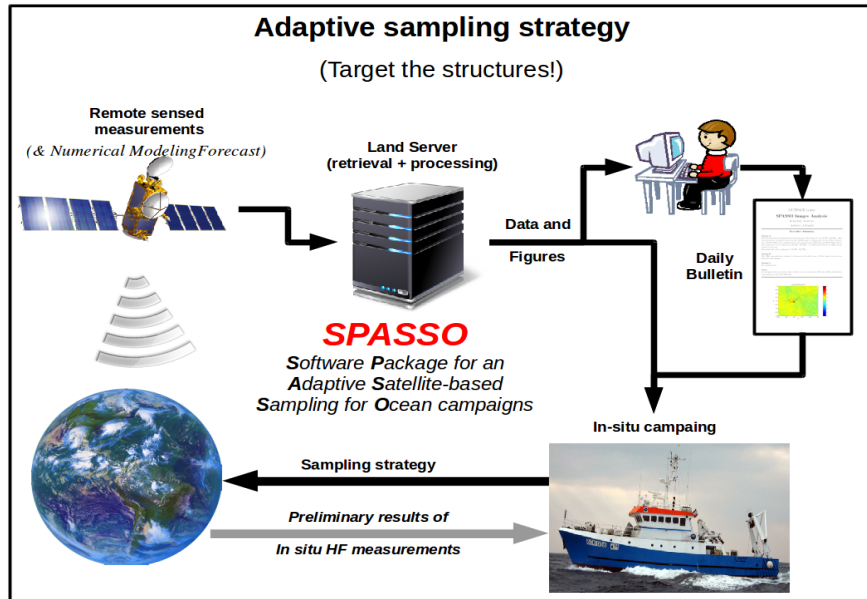 Adaptive sampling strategy
(Target the structures!)
Remote sensed
measurements
(& Numerical ModelingForecast)
Land Server
(retrieval + processing)
Data and
Figures
Daily
Bulletin
SPASSO Images Analysis
SPASSO
Software Package for an
Adaptive Satellite-based
Sampling for Ocean campaigns
In-situ campaing
Sampling strategy
Preliminary results of
In situ HF measurements